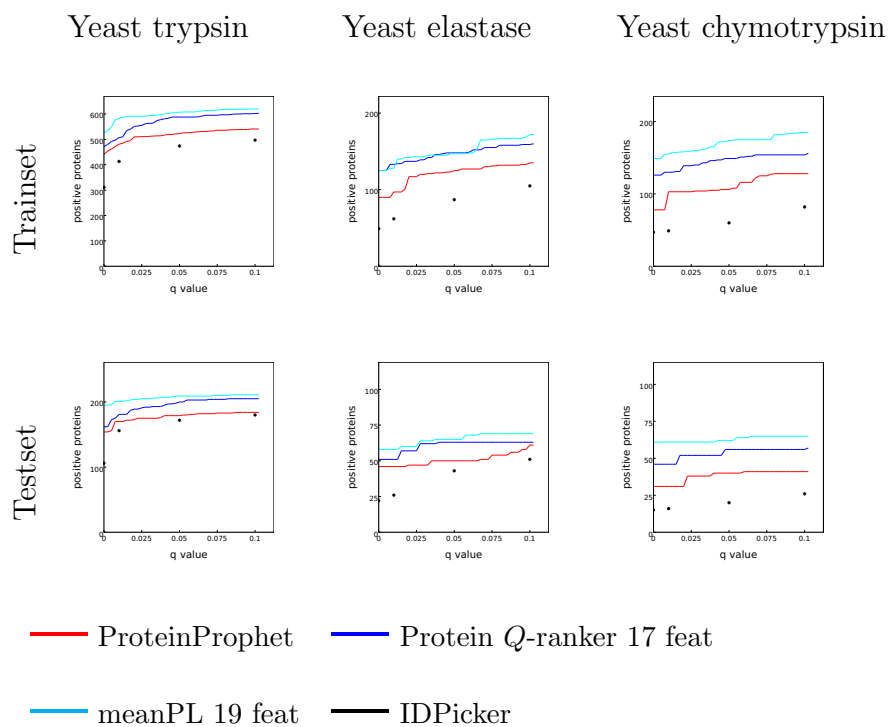 Yeast trypsin
Yeast elastase
Yeast chymotrypsin
Trainset
positive proteins
600
500
400
300
200
100
0
0 0.025 0.05 0.075 0.1
q value
positive proteins
200
100
0
0 0.025 0.05 0.075 0.1
q value
positive proteins
200
100
0
0 0.025 0.05 0.075 0.1
q value
Testset
positive proteins
200
100
0
0 0.025 0.05 0.075 0.1
q value
positive proteins
100
75
50
25
0
0 0.025 0.05 0.075 0.1
q value
positive proteins
100
75
50
25
0
0 0.025 0.05 0.075 0.1
q value
ProteinProphet
Protein Q-ranker 17 feat
meanPL 19 feat
IDPicker